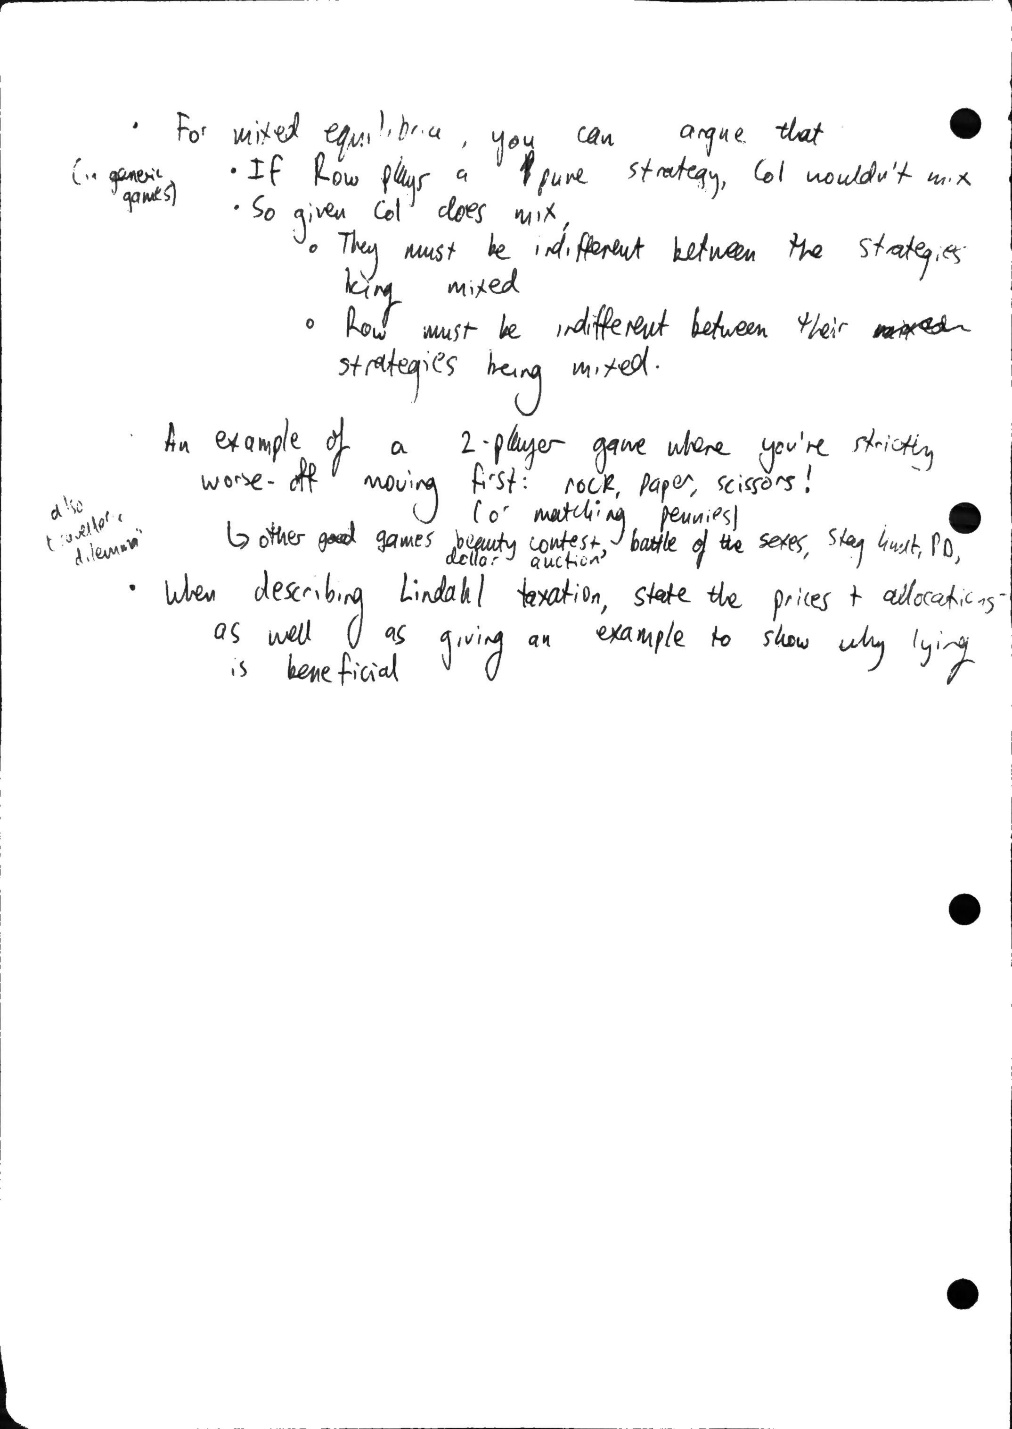 · For mixed equilibria, you can argue that
(in generic games)
· If Row plays a pure strategy, Col wouldn't mix
· So given Col does mix,
o They must be indifferent between the strategies
being mixed
o Row must be indifferent between their
strategies being mixed.
· An example of a 2-player game where you're strictly
worse-off moving first: rock, paper, scissors!
(or matching pennies)
also
traveller's
dilemma
↳ other good games beauty contest, battle of the sexes, stag hunt, PD,
dollar auction,
· When describing Lindahl taxation, state the prices + allocations
as well as giving an example to show why lying
is beneficial